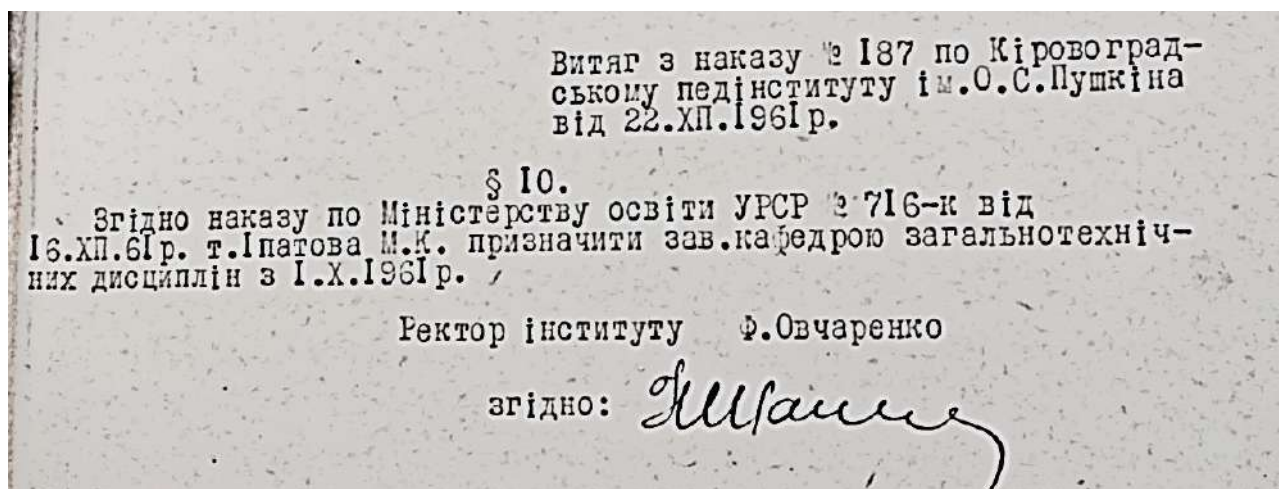 Витяг з наказу № 187 по Кіровоград-
ському педінституту ім.О.С.Пушкіна
від 22.ХП.1961р.
§ 10.
Згідно наказу по Міністерству освіти УРСР № 716-к від
16.ХП.61р. т.Іпатова М.К. призначити зав.кафедрою загальнотехніч-
них дисциплін з 1.Х.1961р.
Ректор інституту Ф.Овчаренко
згідно: